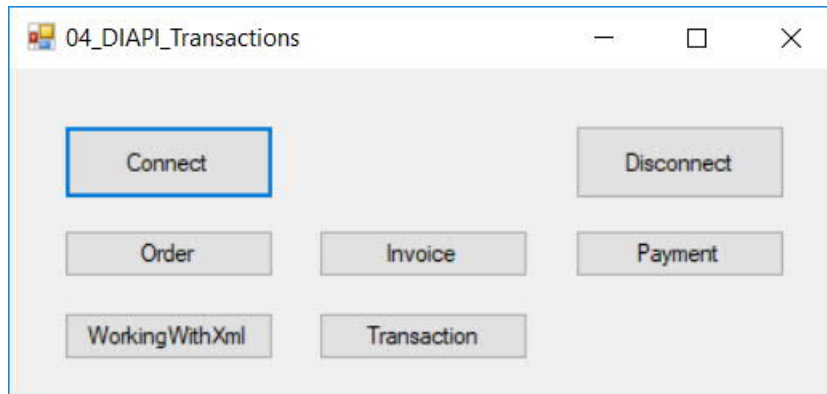 04_DIAPI_Transactions
Connect Disconnect
Order Invoice Payment
WorkingWithXml Transaction